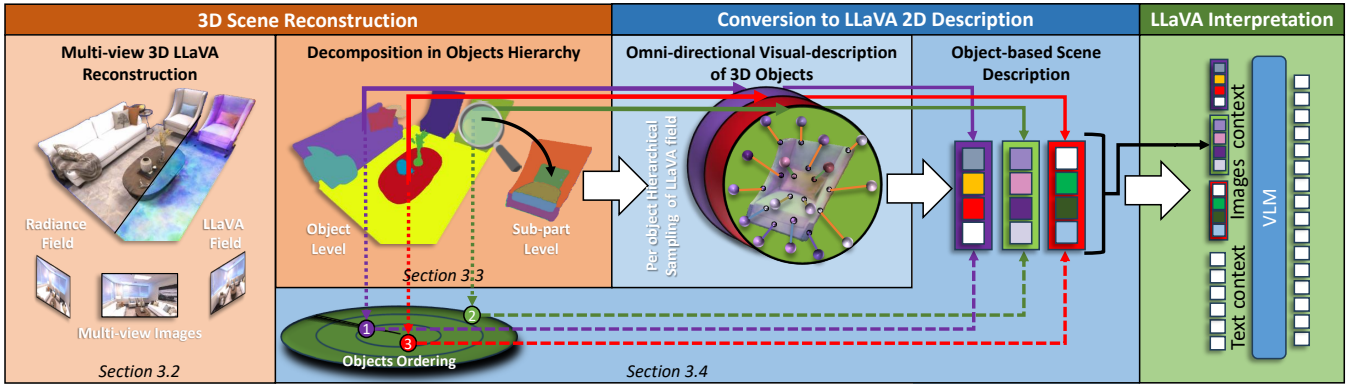 3D Scene Reconstruction
Conversion to LLaVA 2D Description
LLaVA Interpretation
Multi-view 3D LLaVA
Reconstruction
Radiance
Field
LLaVA
Field
Multi-view Images
Section 3.2
Decomposition in Objects Hierarchy
Object
Level
Sub-part
Level
Section 3.3
Omni-directional Visual-description
of 3D Objects
Per object Hierarchical
Sampling of LLaVA field
Object-based Scene
Description
1
2
3
Objects Ordering
Section 3.4
Images context
Text context
VLM